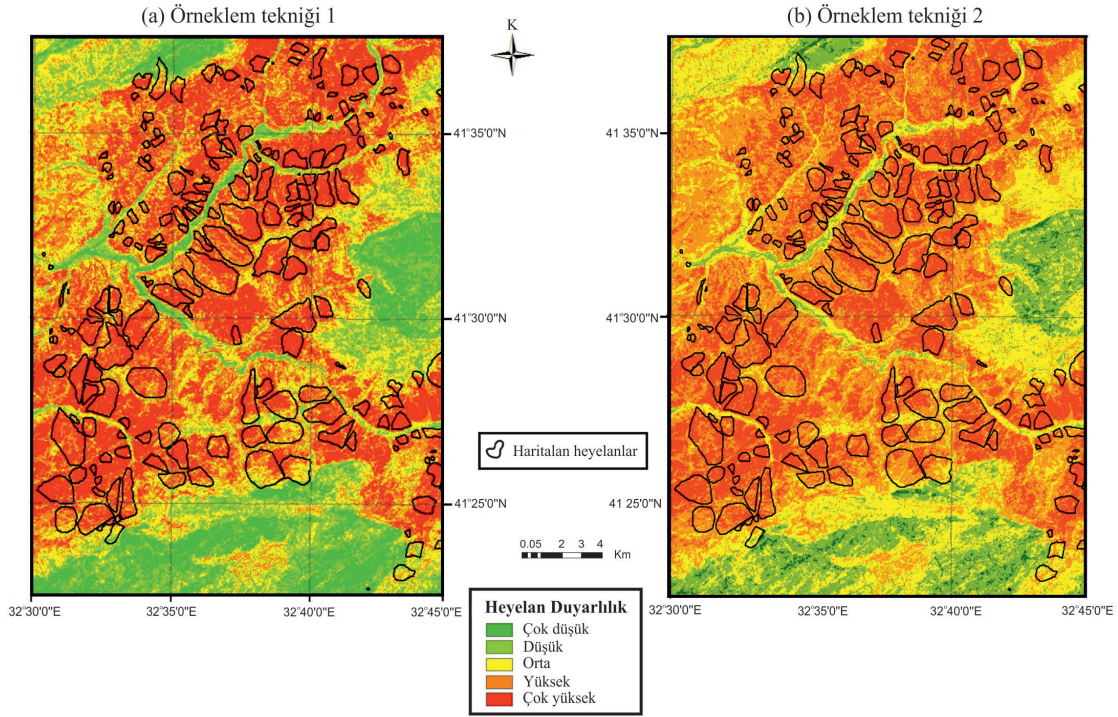 (a) Örneklem tekniği 1
(b) Örneklem tekniği 2
K
41°35'0"N
41°35'0"N
41°30'0"N
41°30'0"N
Haritalan heyelanlar
41°25'0"N
41 25'0"N
0.05 2 3 4
Km
32°30'0"E 32°35'0"E 32°40'0"E 32°45'0"E
32°30'0"E 32°35'0"E 32°40'0"E 32°45'0"E
Heyelan Duyarlılık
Çok düşük
Düşük
Orta
Yüksek
Çok yüksek